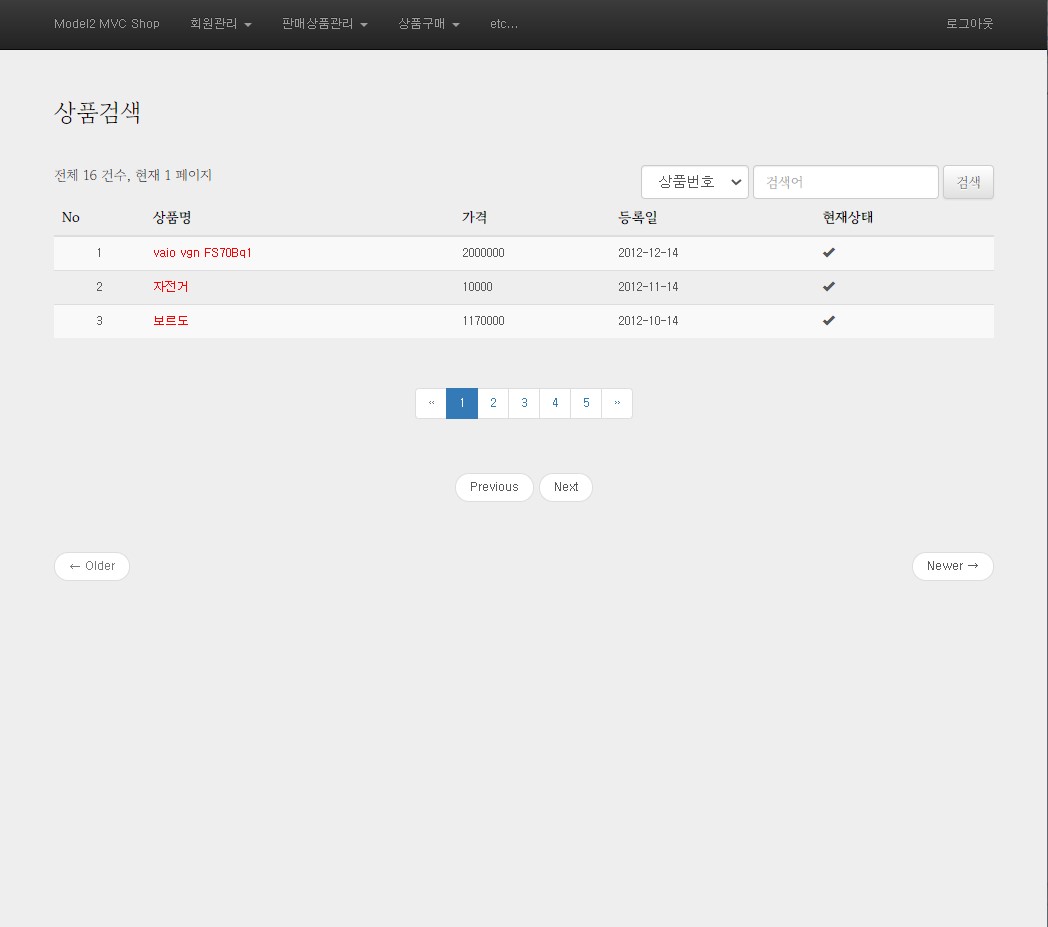 Model2 MVC Shop 회원관리 판매상품관리 상품구매 etc... 로그아웃
상품검색
전체 16 건수, 현재 1 페이지 상품번호 검색어 검색
No 상품명 가격 등록일 현재상태
1 vaio vgn FS70Bq1 2000000 2012-12-14
2 자전거 10000 2012-11-14
3 보르도 1170000 2012-10-14
« 1 2 3 4 5 »
Previous Next
← Older Newer →